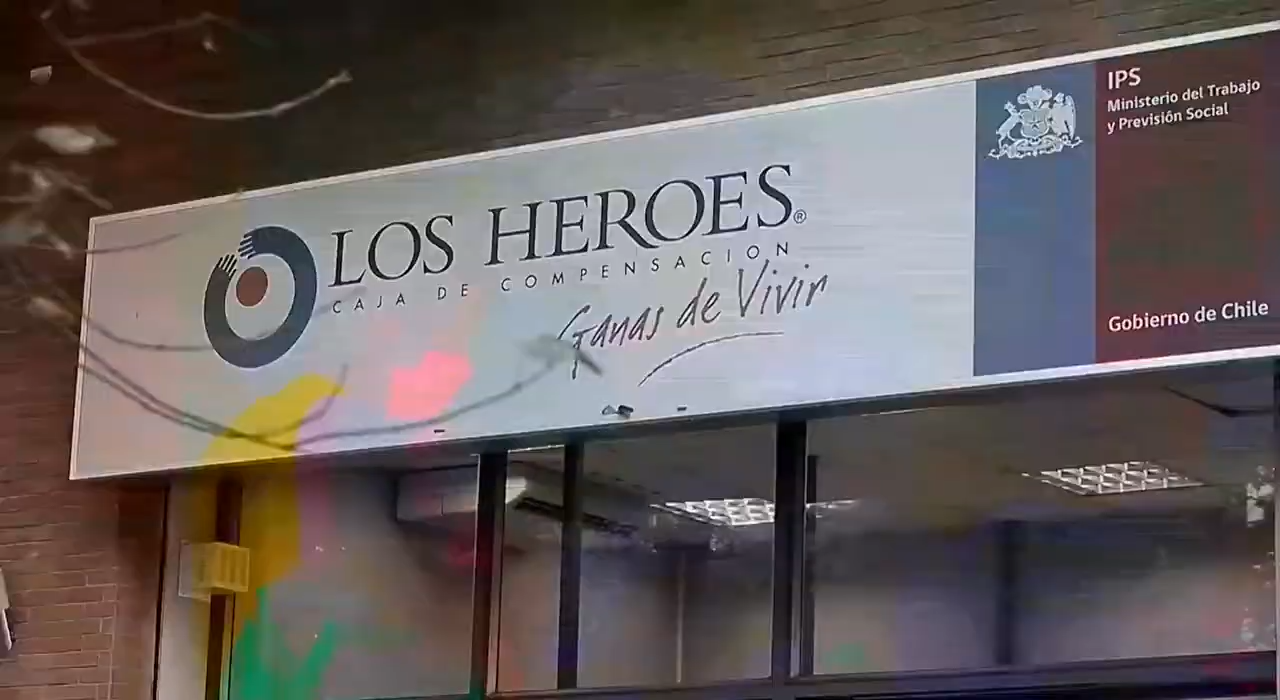 LOS HEROES®
CAJA DE COMPENSACION
Ganas de Vivir
IPS
Ministerio del Trabajo
y Previsión Social
Gobierno de Chile